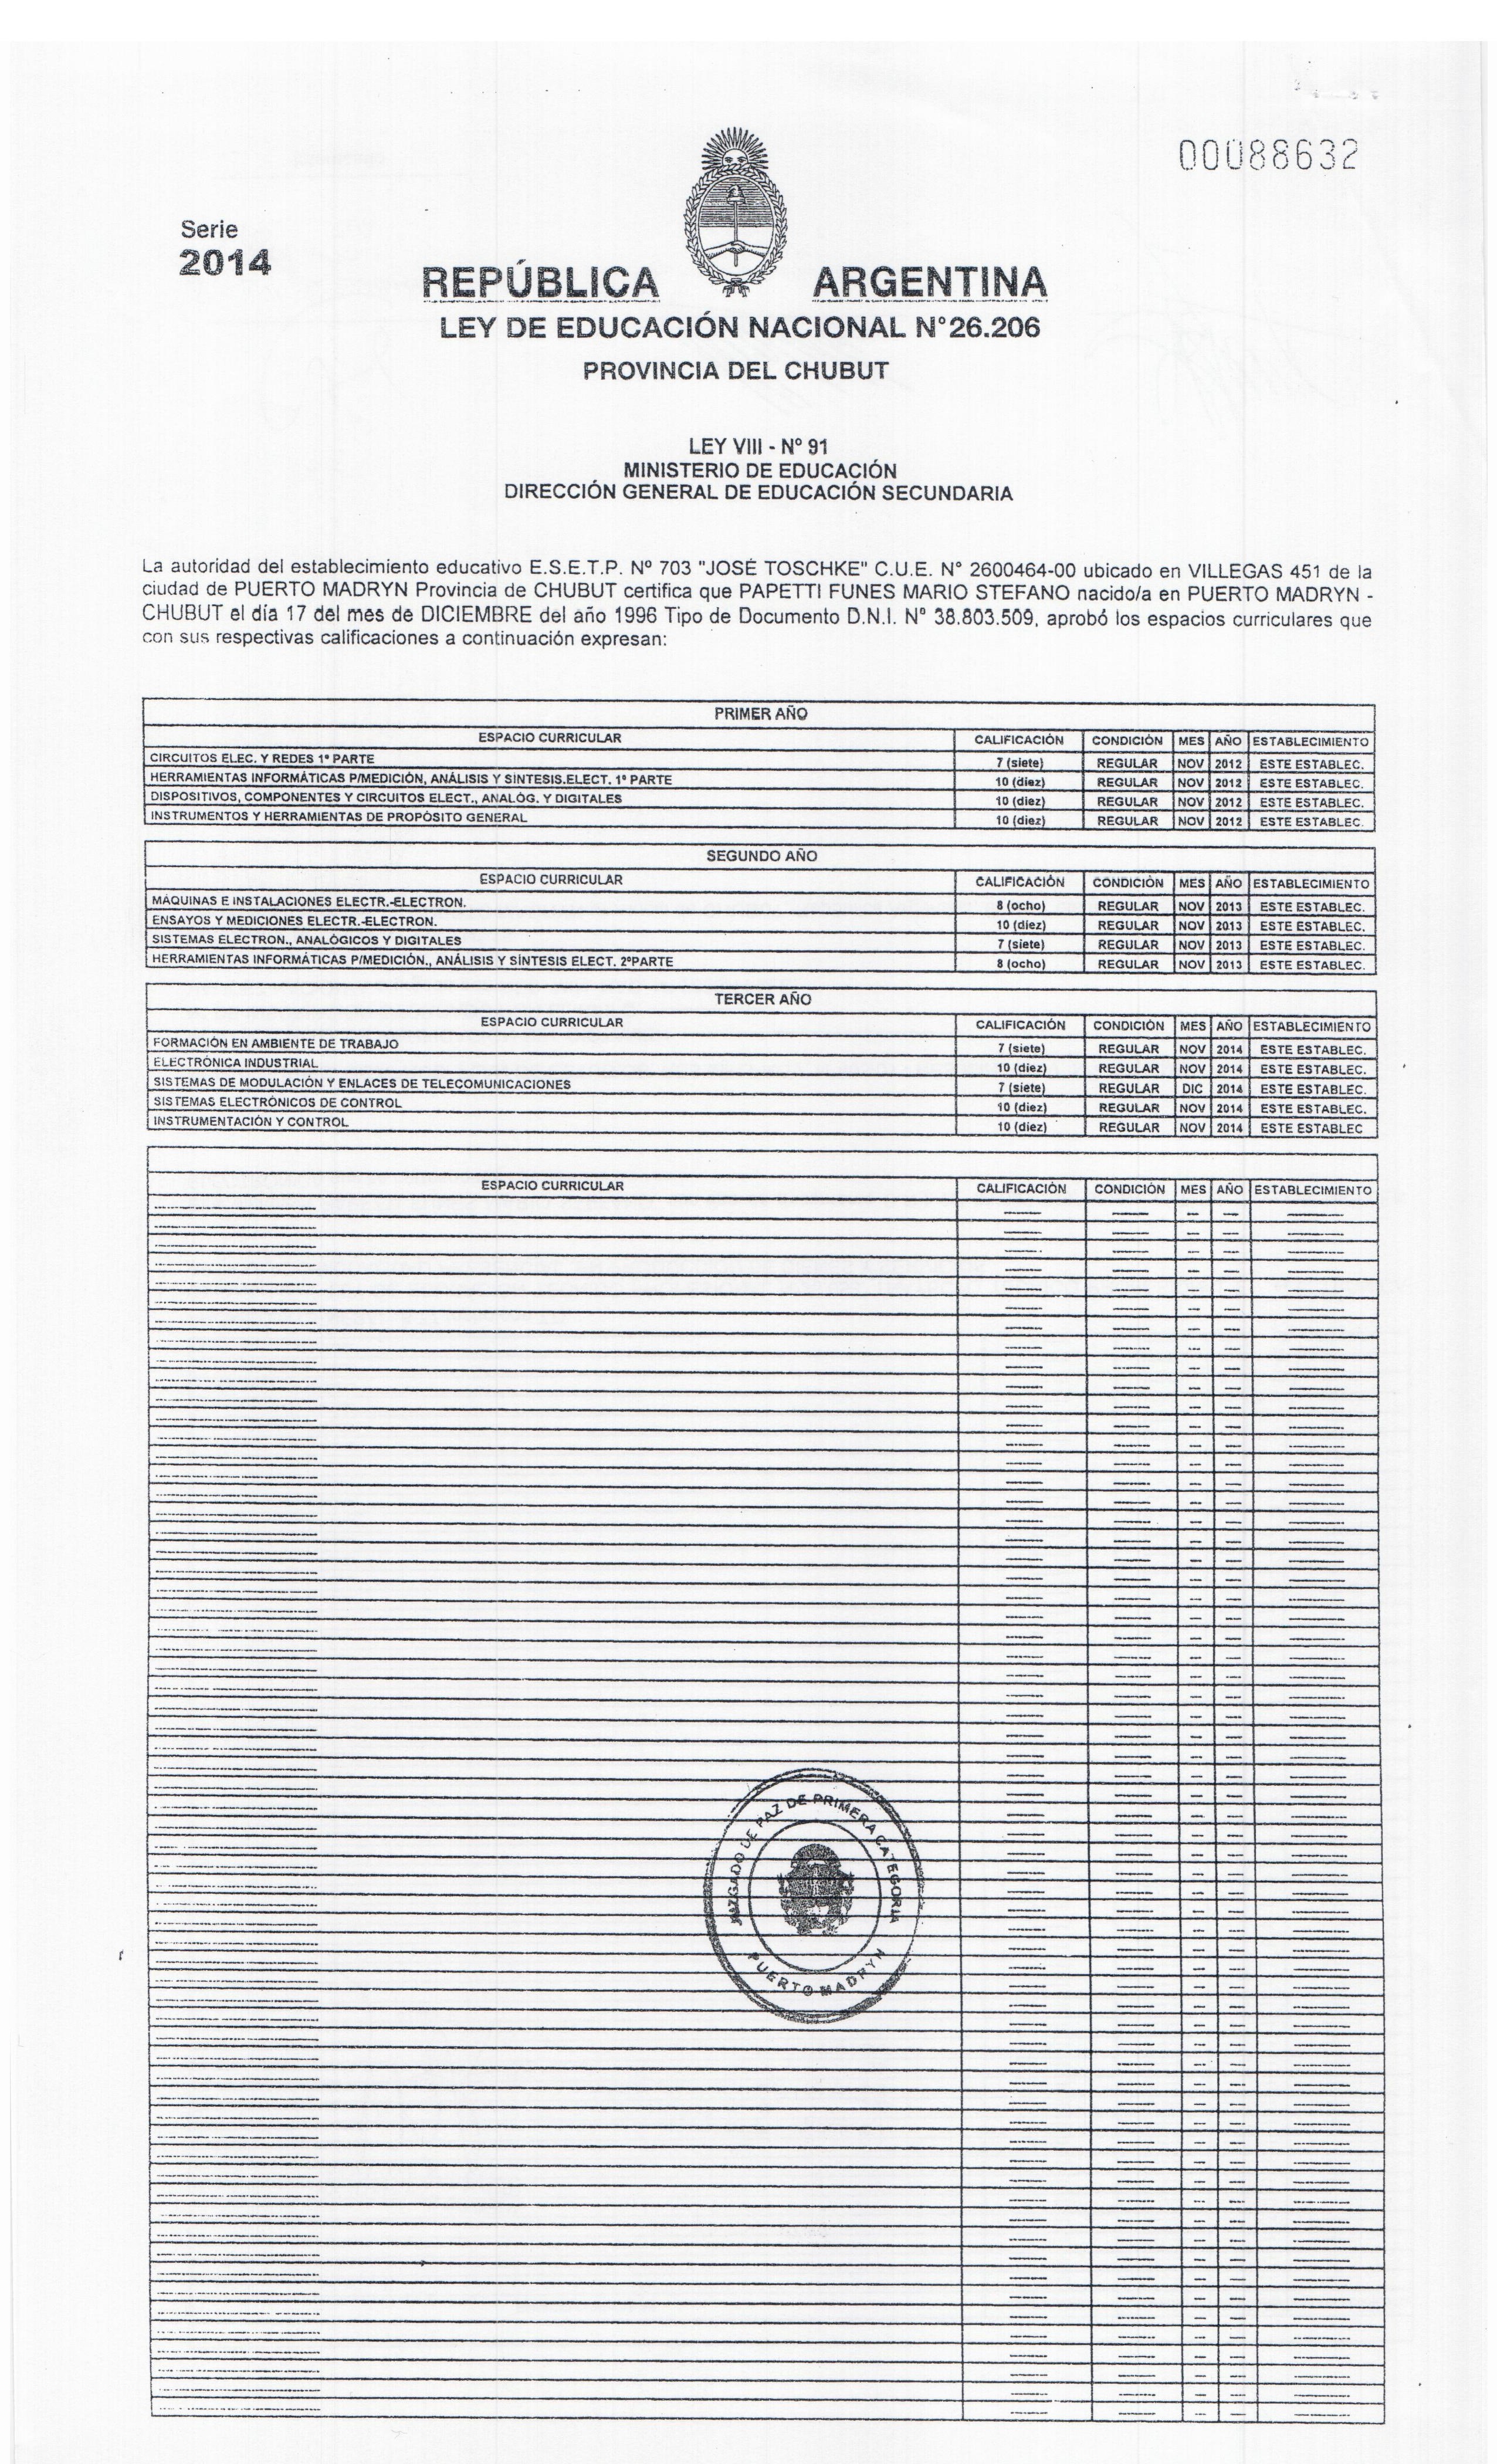 00088632
Serie
2014
REPÚBLICA ARGENTINA
LEY DE EDUCACIÓN NACIONAL N°26.206
PROVINCIA DEL CHUBUT
LEY VIII - Nº 91
MINISTERIO DE EDUCACIÓN
DIRECCIÓN GENERAL DE EDUCACIÓN SECUNDARIA
La autoridad del establecimiento educativo E.S.E.T.P. Nº 703 "JOSÉ TOSCHKE" C.U.E. N° 2600464-00 ubicado en VILLEGAS 451 de la
ciudad de PUERTO MADRYN Provincia de CHUBUT certifica que PAPETTI FUNES MARIO STEFANO nacido/a en PUERTO MADRYN -
CHUBUT el día 17 del mes de DICIEMBRE del año 1996 Tipo de Documento D.N.I. N° 38.803.509, aprobó los espacios curriculares que
con sus respectivas calificaciones a continuación expresan:
PRIMER AÑO
ESPACIO CURRICULAR CALIFICACIÓN CONDICIÓN MES AÑO ESTABLECIMIENTO
CIRCUITOS ELEC. Y REDES 1º PARTE 7 (siete) REGULAR NOV 2012 ESTE ESTABLEC.
HERRAMIENTAS INFORMÁTICAS P/MEDICIÓN, ANÁLISIS Y SÍNTESIS.ELECT. 1º PARTE 10 (diez) REGULAR NOV 2012 ESTE ESTABLEC.
DISPOSITIVOS, COMPONENTES Y CIRCUITOS ELECT., ANALÓG. Y DIGITALES 10 (diez) REGULAR NOV 2012 ESTE ESTABLEC.
INSTRUMENTOS Y HERRAMIENTAS DE PROPÓSITO GENERAL 10 (diez) REGULAR NOV 2012 ESTE ESTABLEC.
SEGUNDO AÑO
ESPACIO CURRICULAR CALIFICACIÓN CONDICIÓN MES AÑO ESTABLECIMIENTO
MÁQUINAS E INSTALACIONES ELECTR.-ELECTRON. 8 (ocho) REGULAR NOV 2013 ESTE ESTABLEC.
ENSAYOS Y MEDICIONES ELECTR.-ELECTRON. 10 (diez) REGULAR NOV 2013 ESTE ESTABLEC.
SISTEMAS ELECTRON., ANALÓGICOS Y DIGITALES 7 (siete) REGULAR NOV 2013 ESTE ESTABLEC.
HERRAMIENTAS INFORMÁTICAS P/MEDICIÓN., ANÁLISIS Y SÍNTESIS ELECT. 2ºPARTE 8 (ocho) REGULAR NOV 2013 ESTE ESTABLEC.
TERCER AÑO
ESPACIO CURRICULAR CALIFICACIÓN CONDICIÓN MES AÑO ESTABLECIMIENTO
FORMACIÓN EN AMBIENTE DE TRABAJO 7 (siete) REGULAR NOV 2014 ESTE ESTABLEC.
ELECTRÓNICA INDUSTRIAL 10 (diez) REGULAR NOV 2014 ESTE ESTABLEC.
SISTEMAS DE MODULACIÓN Y ENLACES DE TELECOMUNICACIONES 7 (siete) REGULAR DIC 2014 ESTE ESTABLEC.
SISTEMAS ELECTRÓNICOS DE CONTROL 10 (diez) REGULAR NOV 2014 ESTE ESTABLEC.
INSTRUMENTACIÓN Y CONTROL 10 (diez) REGULAR NOV 2014 ESTE ESTABLEC
ESPACIO CURRICULAR CALIFICACIÓN CONDICIÓN MES AÑO ESTABLECIMIENTO
JUZGADO DE PAZ DE PRIMERA CATEGORIA
PUERTO MADRYN